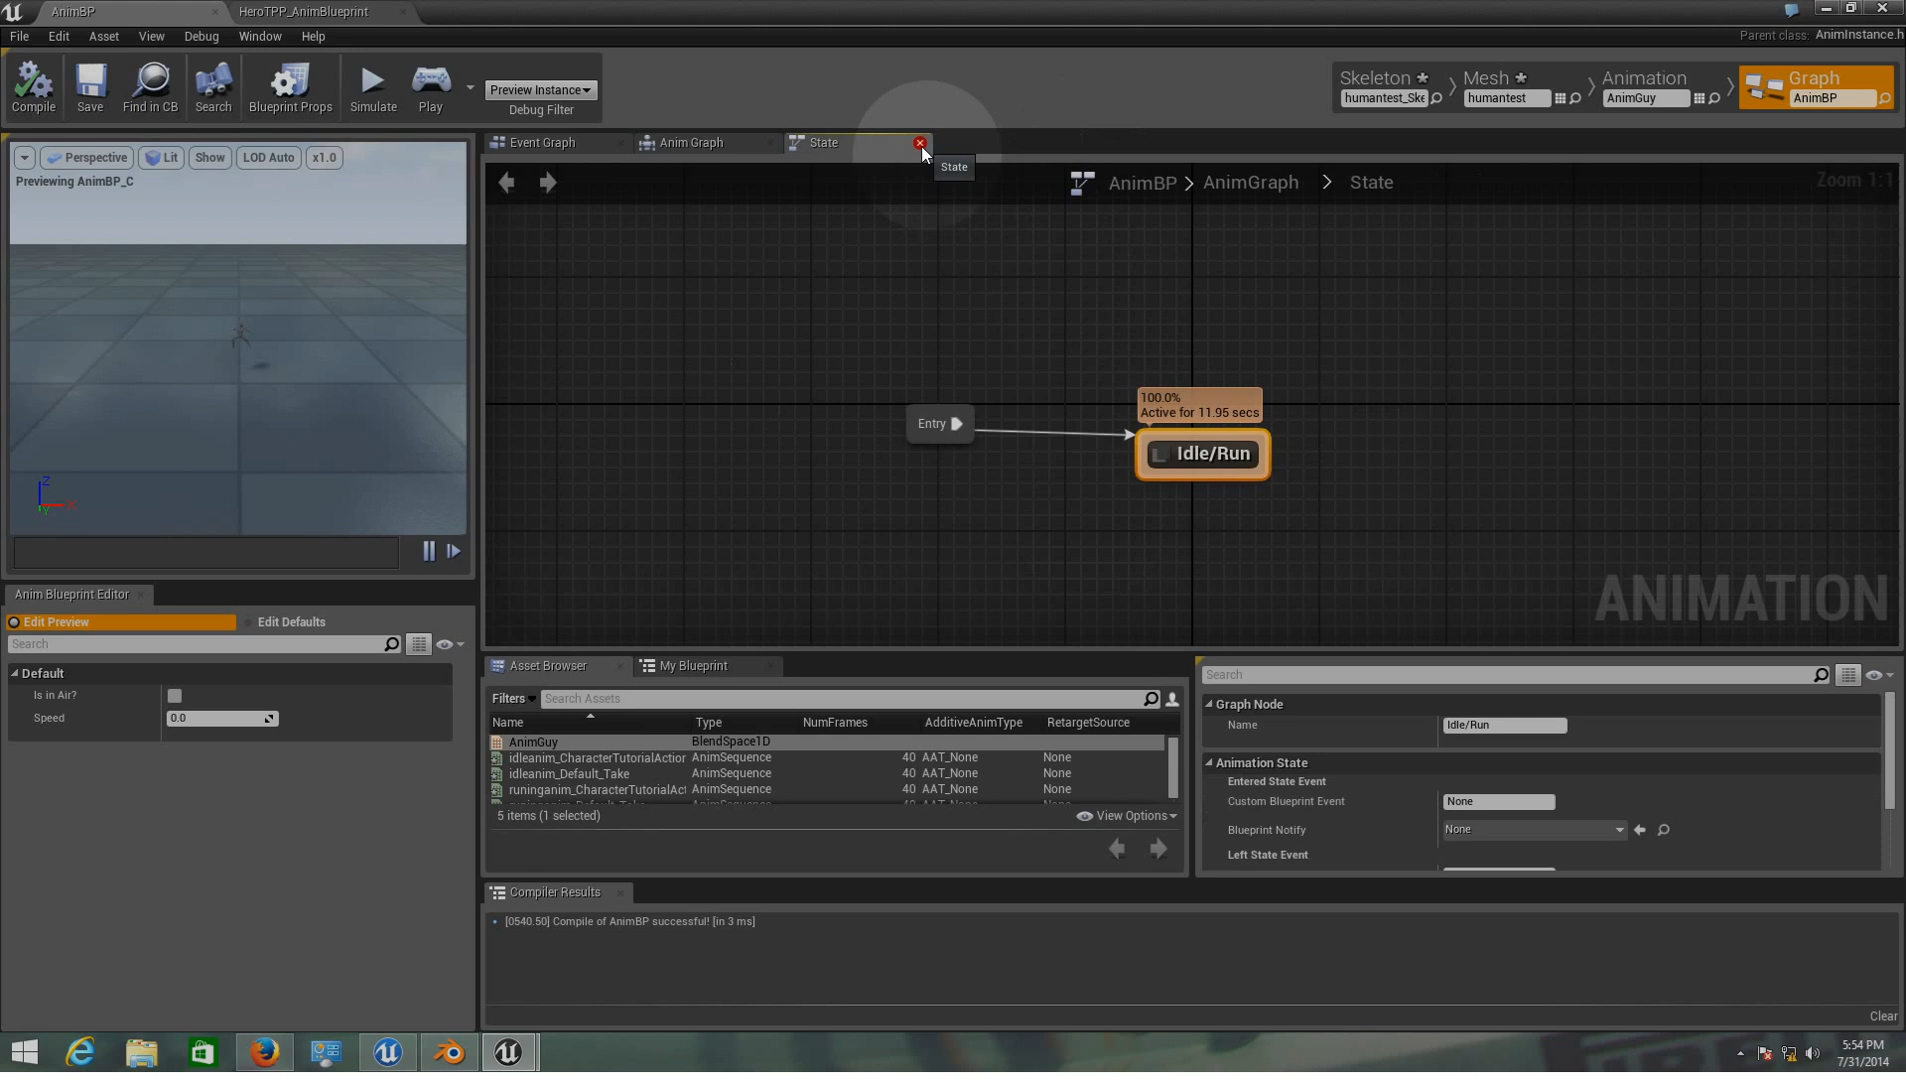 AnimBP
HeroTPP_AnimBlueprint
File Edit Asset View Debug Window Help
Parent class: AnimInstance.h
Compile
Save
Find in CB
Search
Blueprint Props
Simulate
Play
Preview Instance
Debug Filter
Skeleton
humantest_Ske
Mesh
humantest
Animation
AnimGuy
Graph
AnimBP
Perspective Lit Show LOD Auto x1.0
Previewing AnimBP_C
Z
X
Y
Event Graph
Anim Graph
State
State
AnimBP > AnimGraph > State
Zoom 1:1
Entry
100.0%
Active for 11.95 secs
Idle/Run
ANIMATION
Anim Blueprint Editor
Edit Preview
Edit Defaults
Search
Default
Is in Air?
Speed 0.0
Asset Browser
My Blueprint
Filters Search Assets
Name Type NumFrames AdditiveAnimType RetargetSource
AnimGuy BlendSpace1D
idleanim_CharacterTutorialAction AnimSequence 40 AAT_None None
idleanim_Default_Take AnimSequence 40 AAT_None None
runinganim_CharacterTutorialAct AnimSequence 40 AAT_None None
5 items (1 selected)
View Options
Search
Graph Node
Name Idle/Run
Animation State
Entered State Event
Custom Blueprint Event None
Blueprint Notify None
Left State Event
Compiler Results
[0540.50] Compile of AnimBP successful! [in 3 ms]
Clear
5:54 PM
7/31/2014